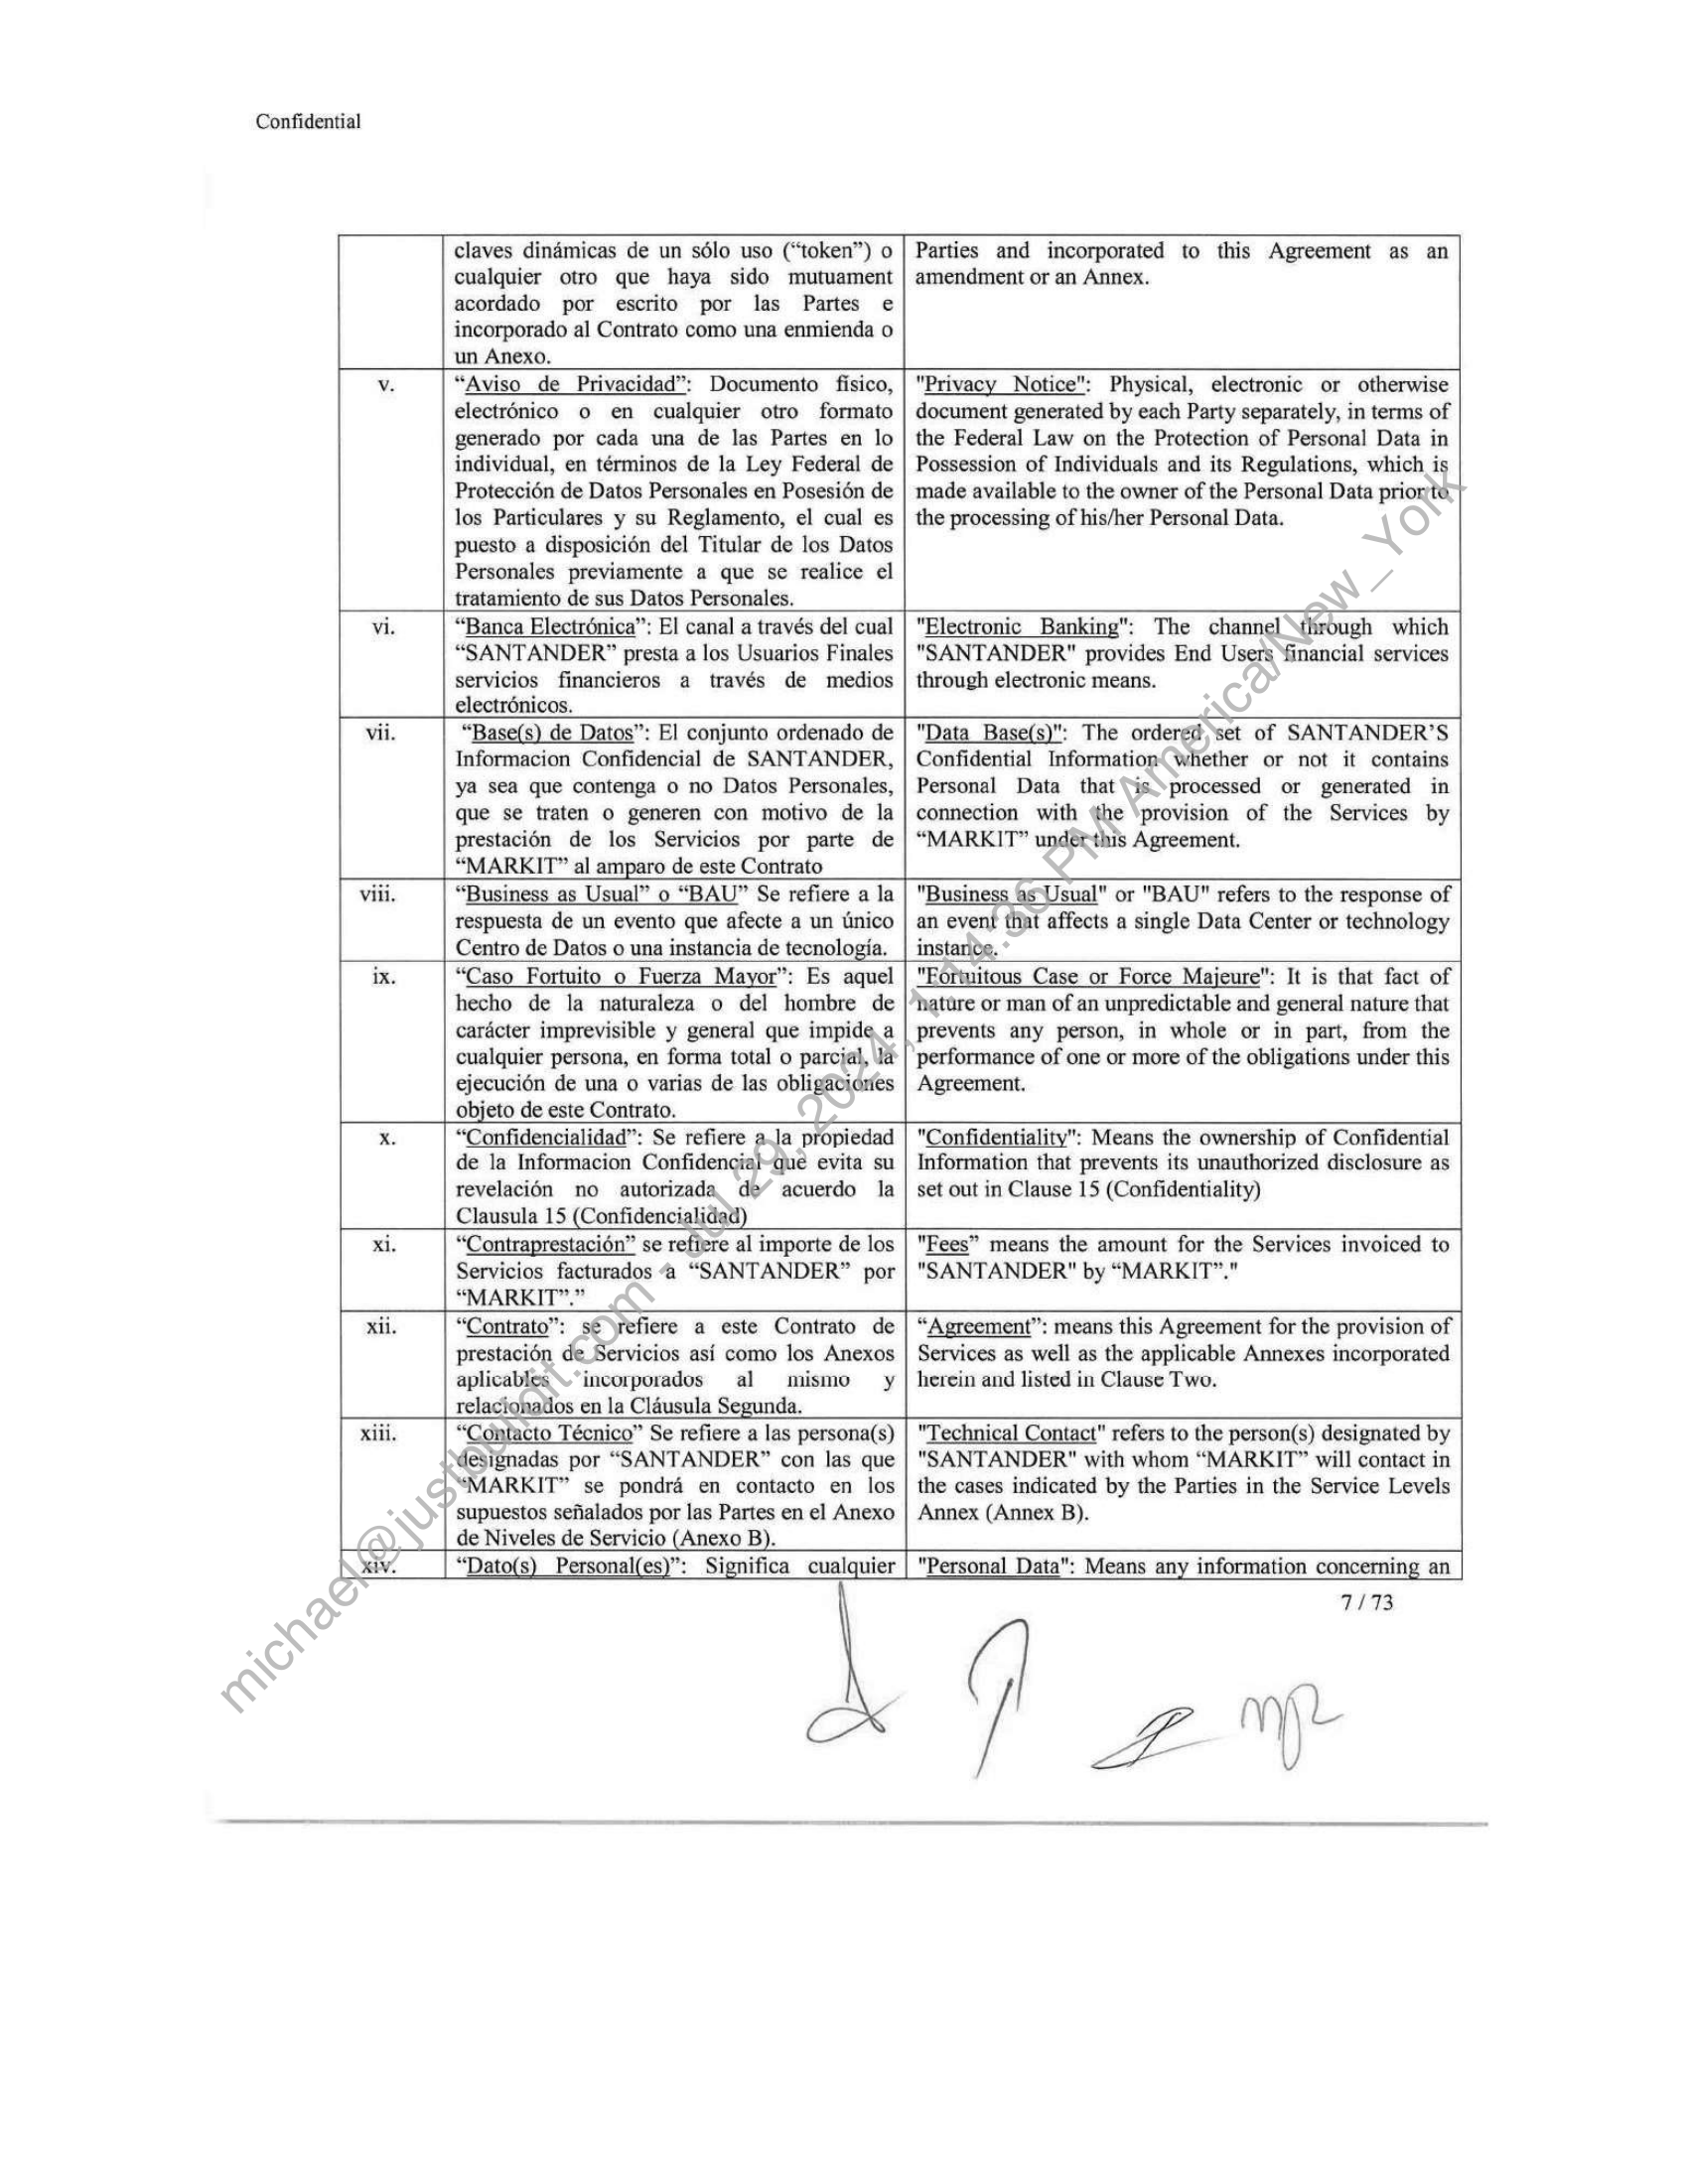 Confidential
claves dinámicas de un sólo uso (“token”) o
cualquier otro que haya sido mutuament
acordado por escrito por las Partes e
incorporado al Contrato como una enmienda o
un Anexo.
Parties and incorporated to this Agreement as an
amendment or an Annex.
v.
“Aviso de Privacidad”: Documento físico,
electrónico o en cualquier otro formato
generado por cada una de las Partes en lo
individual, en términos de la Ley Federal de
Protección de Datos Personales en Posesión de
los Particulares y su Reglamento, el cual es
puesto a disposición del Titular de los Datos
Personales previamente a que se realice el
tratamiento de sus Datos Personales.
"Privacy Notice": Physical, electronic or otherwise
document generated by each Party separately, in terms of
the Federal Law on the Protection of Personal Data in
Possession of Individuals and its Regulations, which is
made available to the owner of the Personal Data prior to
the processing of his/her Personal Data.
vi.
“Banca Electrónica”: El canal a través del cual
“SANTANDER” presta a los Usuarios Finales
servicios financieros a través de medios
electrónicos.
"Electronic Banking": The channel through which
"SANTANDER" provides End Users financial services
through electronic means.
vii.
“Base(s) de Datos”: El conjunto ordenado de
Informacion Confidencial de SANTANDER,
ya sea que contenga o no Datos Personales,
que se traten o generen con motivo de la
prestación de los Servicios por parte de
“MARKIT” al amparo de este Contrato
"Data Base(s)": The ordered set of SANTANDER’S
Confidential Information whether or not it contains
Personal Data that is processed or generated in
connection with the provision of the Services by
“MARKIT” under this Agreement.
viii.
“Business as Usual” o “BAU” Se refiere a la
respuesta de un evento que afecte a un único
Centro de Datos o una instancia de tecnología.
"Business as Usual" or "BAU" refers to the response of
an event that affects a single Data Center or technology
instance.
ix.
“Caso Fortuito o Fuerza Mayor”: Es aquel
hecho de la naturaleza o del hombre de
carácter imprevisible y general que impide a
cualquier persona, en forma total o parcial, la
ejecución de una o varias de las obligaciones
objeto de este Contrato.
"Fortuitous Case or Force Majeure": It is that fact of
nature or man of an unpredictable and general nature that
prevents any person, in whole or in part, from the
performance of one or more of the obligations under this
Agreement.
x.
“Confidencialidad”: Se refiere a la propiedad
de la Informacion Confidencial que evita su
revelación no autorizada de acuerdo la
Clausula 15 (Confidencialidad)
"Confidentiality": Means the ownership of Confidential
Information that prevents its unauthorized disclosure as
set out in Clause 15 (Confidentiality)
xi.
“Contraprestación” se refiere al importe de los
Servicios facturados a “SANTANDER” por
“MARKIT”.”
"Fees” means the amount for the Services invoiced to
"SANTANDER" by “MARKIT”."
xii.
“Contrato”: se refiere a este Contrato de
prestación de Servicios así como los Anexos
aplicables incorporados al mismo y
relacionados en la Cláusula Segunda.
“Agreement”: means this Agreement for the provision of
Services as well as the applicable Annexes incorporated
herein and listed in Clause Two.
xiii.
“Contacto Técnico” Se refiere a las persona(s)
designadas por “SANTANDER” con las que
“MARKIT” se pondrá en contacto en los
supuestos señalados por las Partes en el Anexo
de Niveles de Servicio (Anexo B).
"Technical Contact" refers to the person(s) designated by
"SANTANDER" with whom “MARKIT” will contact in
the cases indicated by the Parties in the Service Levels
Annex (Annex B).
xiv.
“Dato(s) Personal(es)”: Significa cualquier
"Personal Data": Means any information concerning an
7 / 73
michael@justbuildit.com - Jul 29, 2024, 1:14:36 PM America/New_York